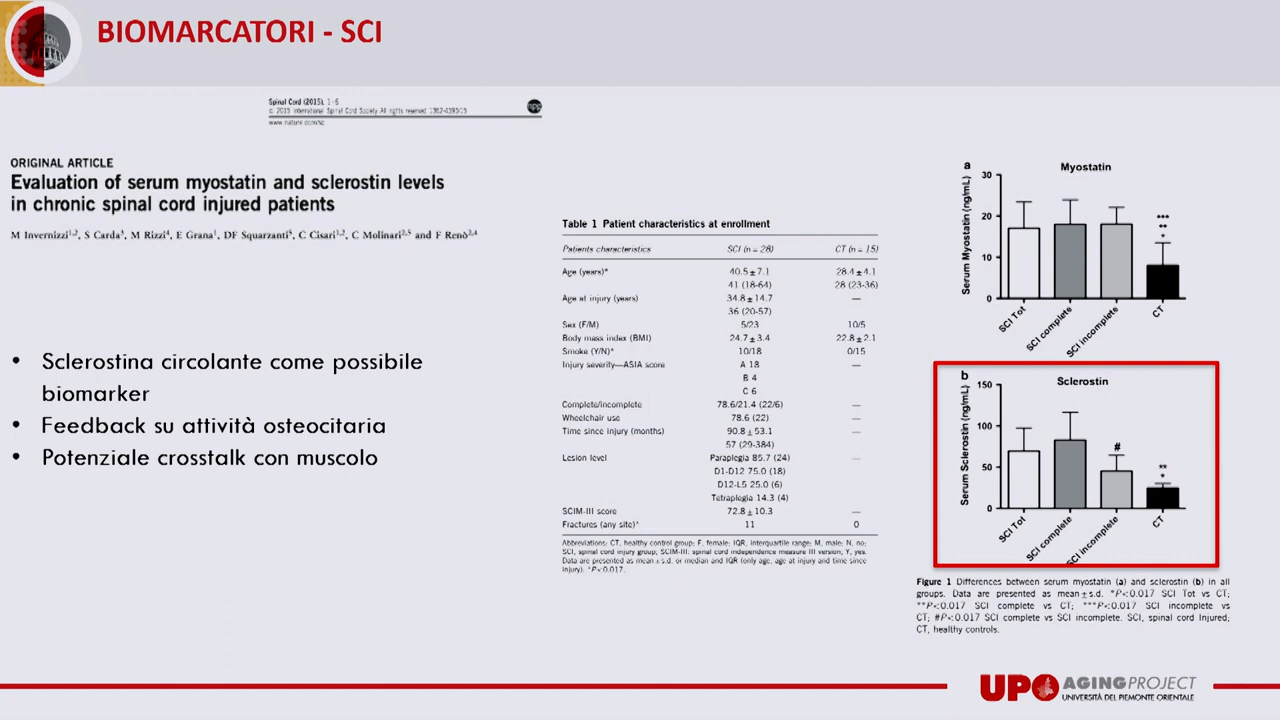 BIOMARCATORI - SCI
Spinal Cord (2015), 1–6
© 2015 International Spinal Cord Society All rights reserved 1362-4393/15
www.nature.com/sc
ORIGINAL ARTICLE
Evaluation of serum myostatin and sclerostin levels
in chronic spinal cord injured patients
M Invernizzi1,2, S Carda3, M Rizzi4, E Grana1, DF Squarzanti5, C Cisari1,2, C Molinari2,5 and F Renò2,4
• Sclerostina circolante come possibile
biomarker
• Feedback su attività osteocitaria
• Potenziale crosstalk con muscolo
Table 1 Patient characteristics at enrollment
Patients characteristics SCI (n = 28) CT (n = 15)
Age (years)* 40.5±7.1 28.4±4.1
41 (18-64) 28 (23-36)
Age at injury (years) 34.8±14.7 —
36 (20-57)
Sex (F/M) 5/23 10/5
Body mass index (BMI) 24.7±3.4 22.8±2.1
Smoke (Y/N)* 10/18 0/15
Injury severity—ASIA score A 18 —
B 4
C 6
Complete/incomplete 78.6/21.4 (22/6) —
Wheelchair use 78.6 (22) —
Time since injury (months) 90.8±53.1 —
57 (29-384)
Lesion level Paraplegia 85.7 (24) —
D1-D12 75.0 (18)
D12-L5 25.0 (6)
Tetraplegia 14.3 (4)
SCIM-III score 72.8±10.3 —
Fractures (any site)* 11 0
Abbreviations: CT, healthy control group; F, female; IQR, interquartile range; M, male; N, no;
SCI, spinal cord injury group; SCIM-III: spinal cord independence measure III version; Y, yes.
Data are presented as mean ± s.d. or median and IQR (only age, age at injury and time since
injury). *P<0.017.
a
Myostatin
Serum Myostatin (ng/mL)
30
20
10
0
***
**
*
SCI Tot
SCI complete
SCI incomplete
CT
b
Sclerostin
Serum Sclerostin (ng/mL)
150
100
50
0
#
**
*
SCI Tot
SCI complete
SCI incomplete
CT
Figure 1 Differences between serum myostatin (a) and sclerostin (b) in all
groups. Data are presented as mean±s.d. *P<0.017 SCI Tot vs CT;
**P<0.017 SCI complete vs CT; ***P<0.017 SCI incomplete vs
CT; #P<0.017 SCI complete vs SCI incomplete. SCI, spinal cord Injured;
CT, healthy controls.
UPO AGINGPROJECT
UNIVERSITÀ DEL PIEMONTE ORIENTALE